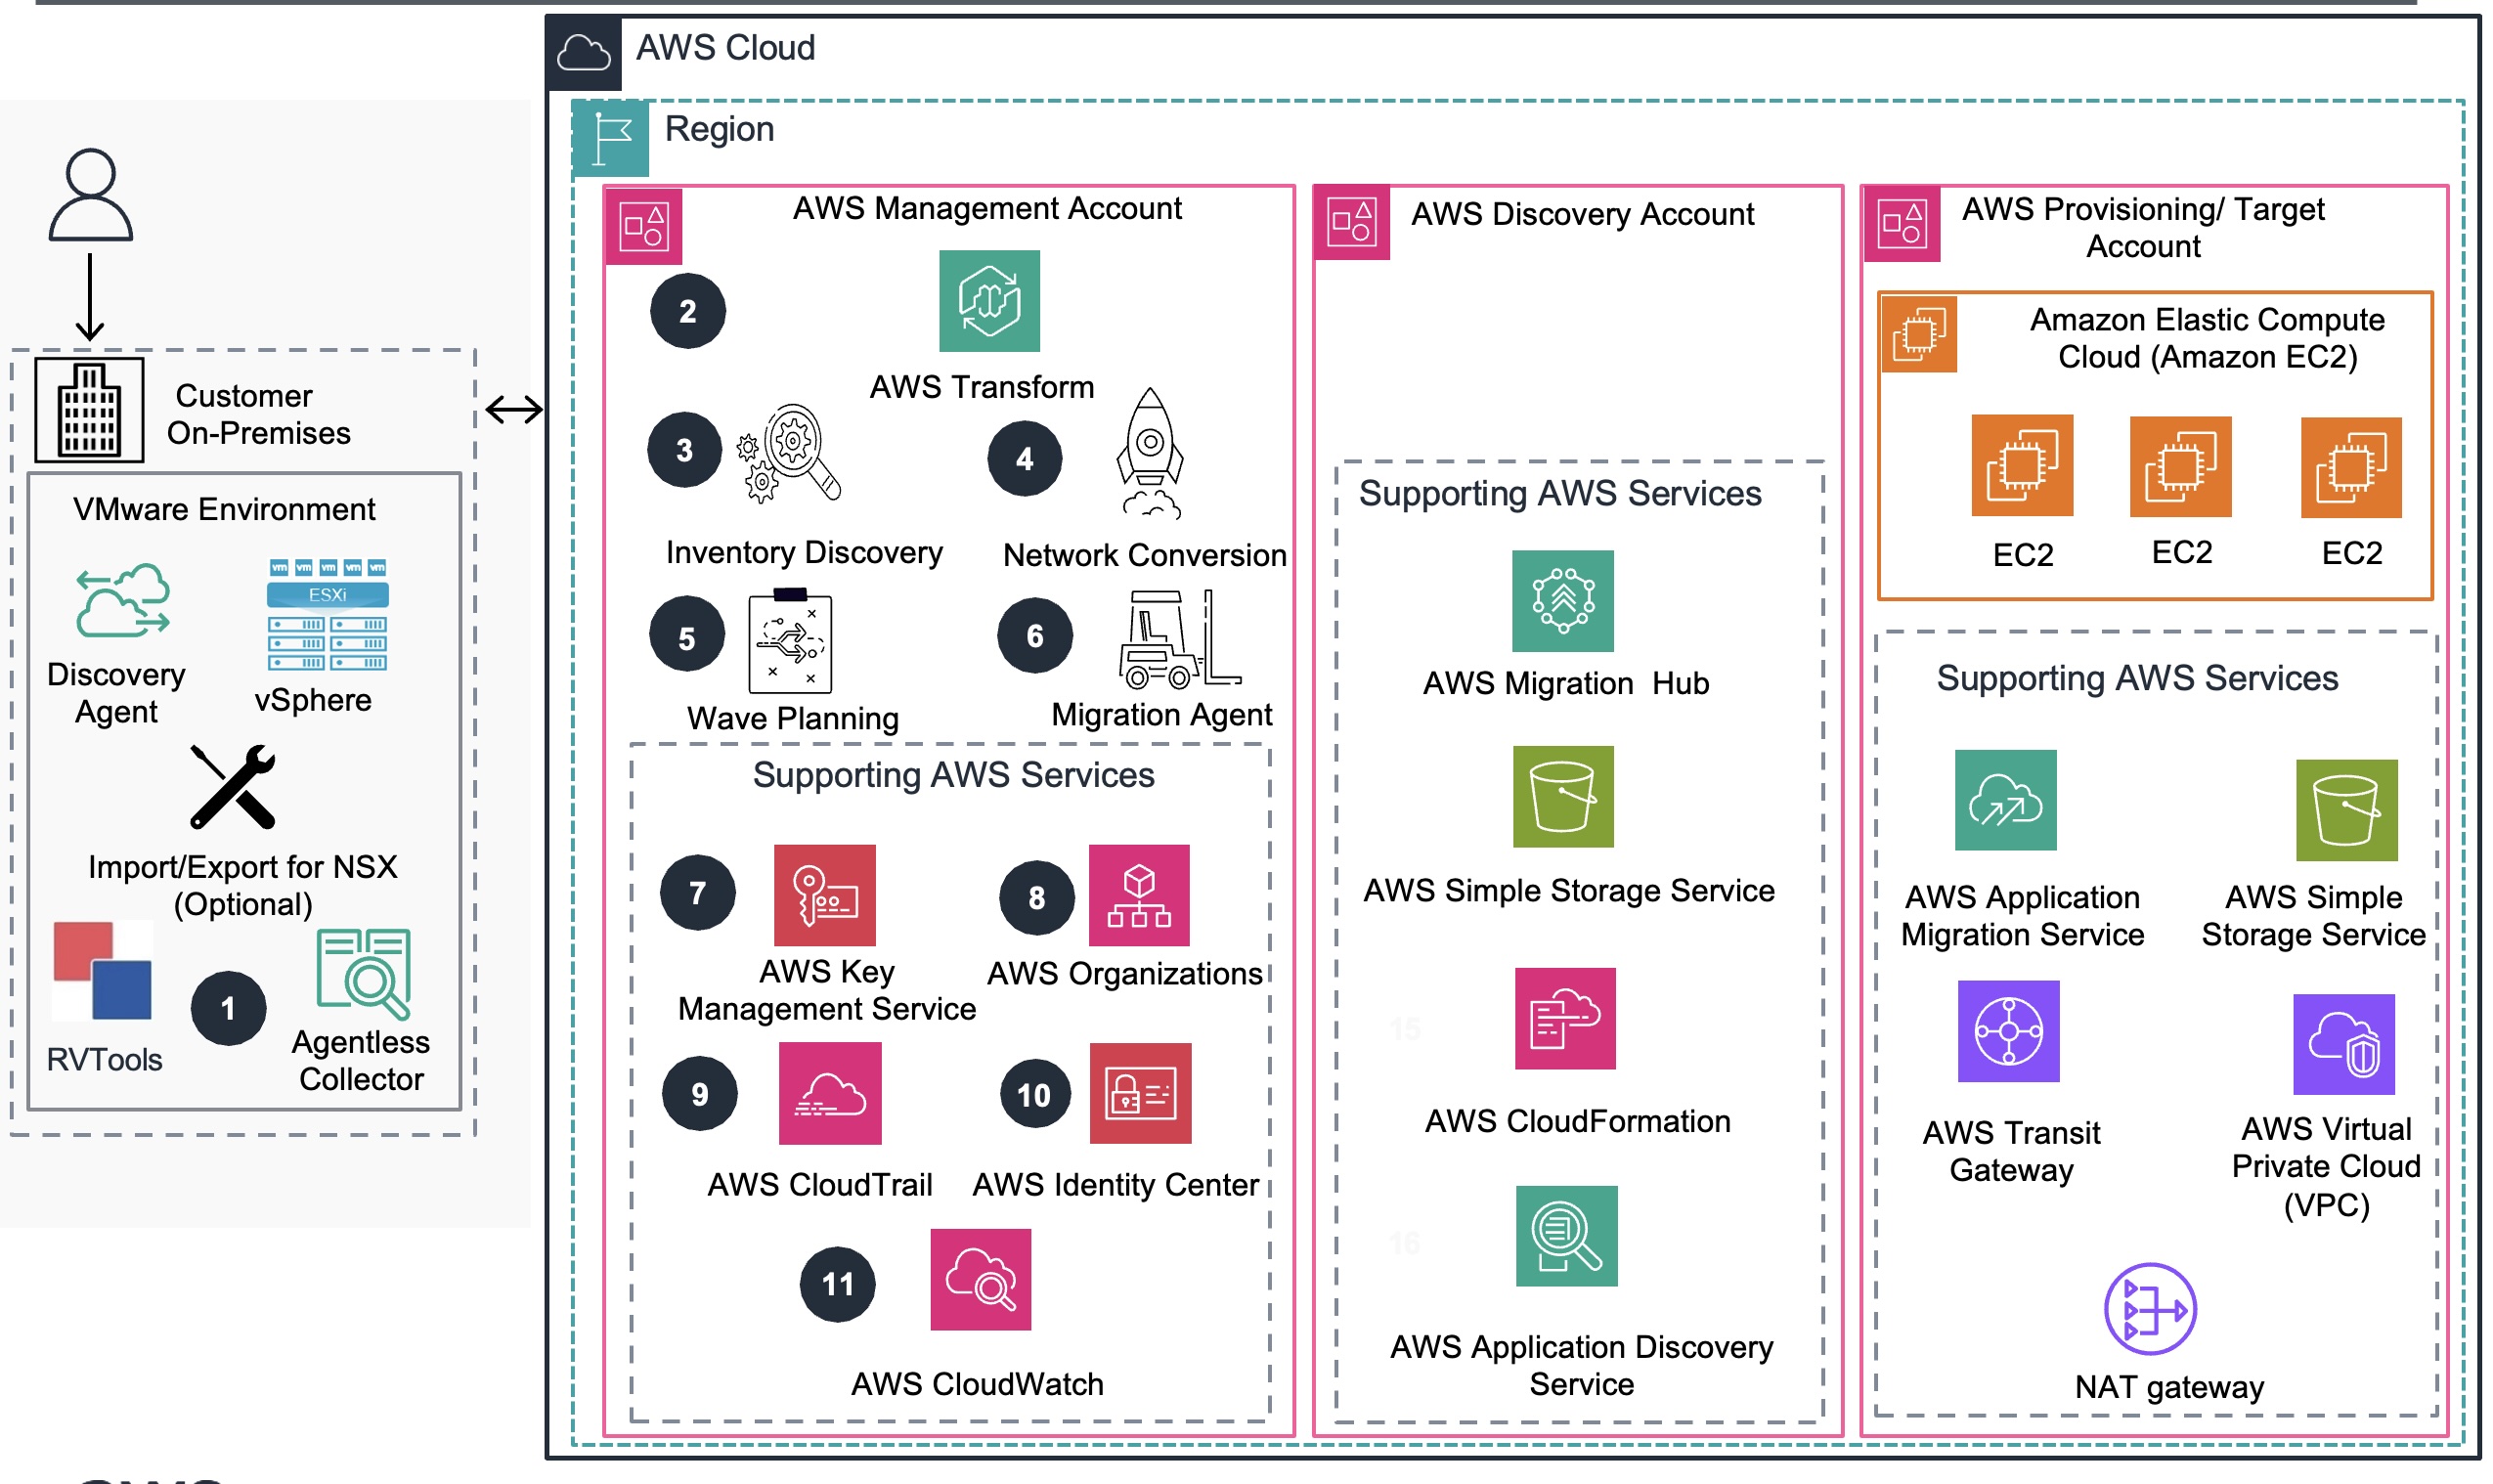 AWS Cloud
Region
Customer
On-Premises
VMware Environment
vm vm vm vm vm
ESXi
Discovery
Agent
vSphere
Import/Export for NSX
(Optional)
RVTools
1
Agentless
Collector
AWS Management Account
2
AWS Transform
3
4
Inventory Discovery
Network Conversion
5
6
Wave Planning
Migration Agent
Supporting AWS Services
7
8
AWS Key
Management Service
AWS Organizations
9
10
AWS CloudTrail
AWS Identity Center
11
AWS CloudWatch
AWS Discovery Account
Supporting AWS Services
AWS Migration Hub
AWS Simple Storage Service
15
AWS CloudFormation
16
AWS Application Discovery
Service
AWS Provisioning/ Target
Account
Amazon Elastic Compute
Cloud (Amazon EC2)
EC2
EC2
EC2
Supporting AWS Services
AWS Application
Migration Service
AWS Simple
Storage Service
AWS Transit
Gateway
AWS Virtual
Private Cloud
(VPC)
NAT gateway